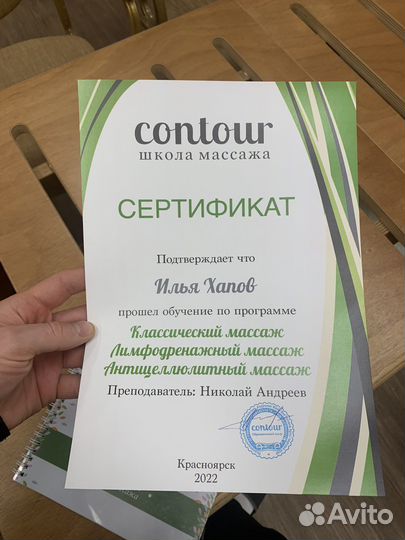 contour
школа массажа
СЕРТИФИКАТ
Подтверждает что
Илья Хапов
прошел обучение по программе
Классический массаж
Лимфодренажный массаж
Антицеллюлитный массаж
Преподаватель: Николай Андреев
contour
Красноярск
2022
Avito